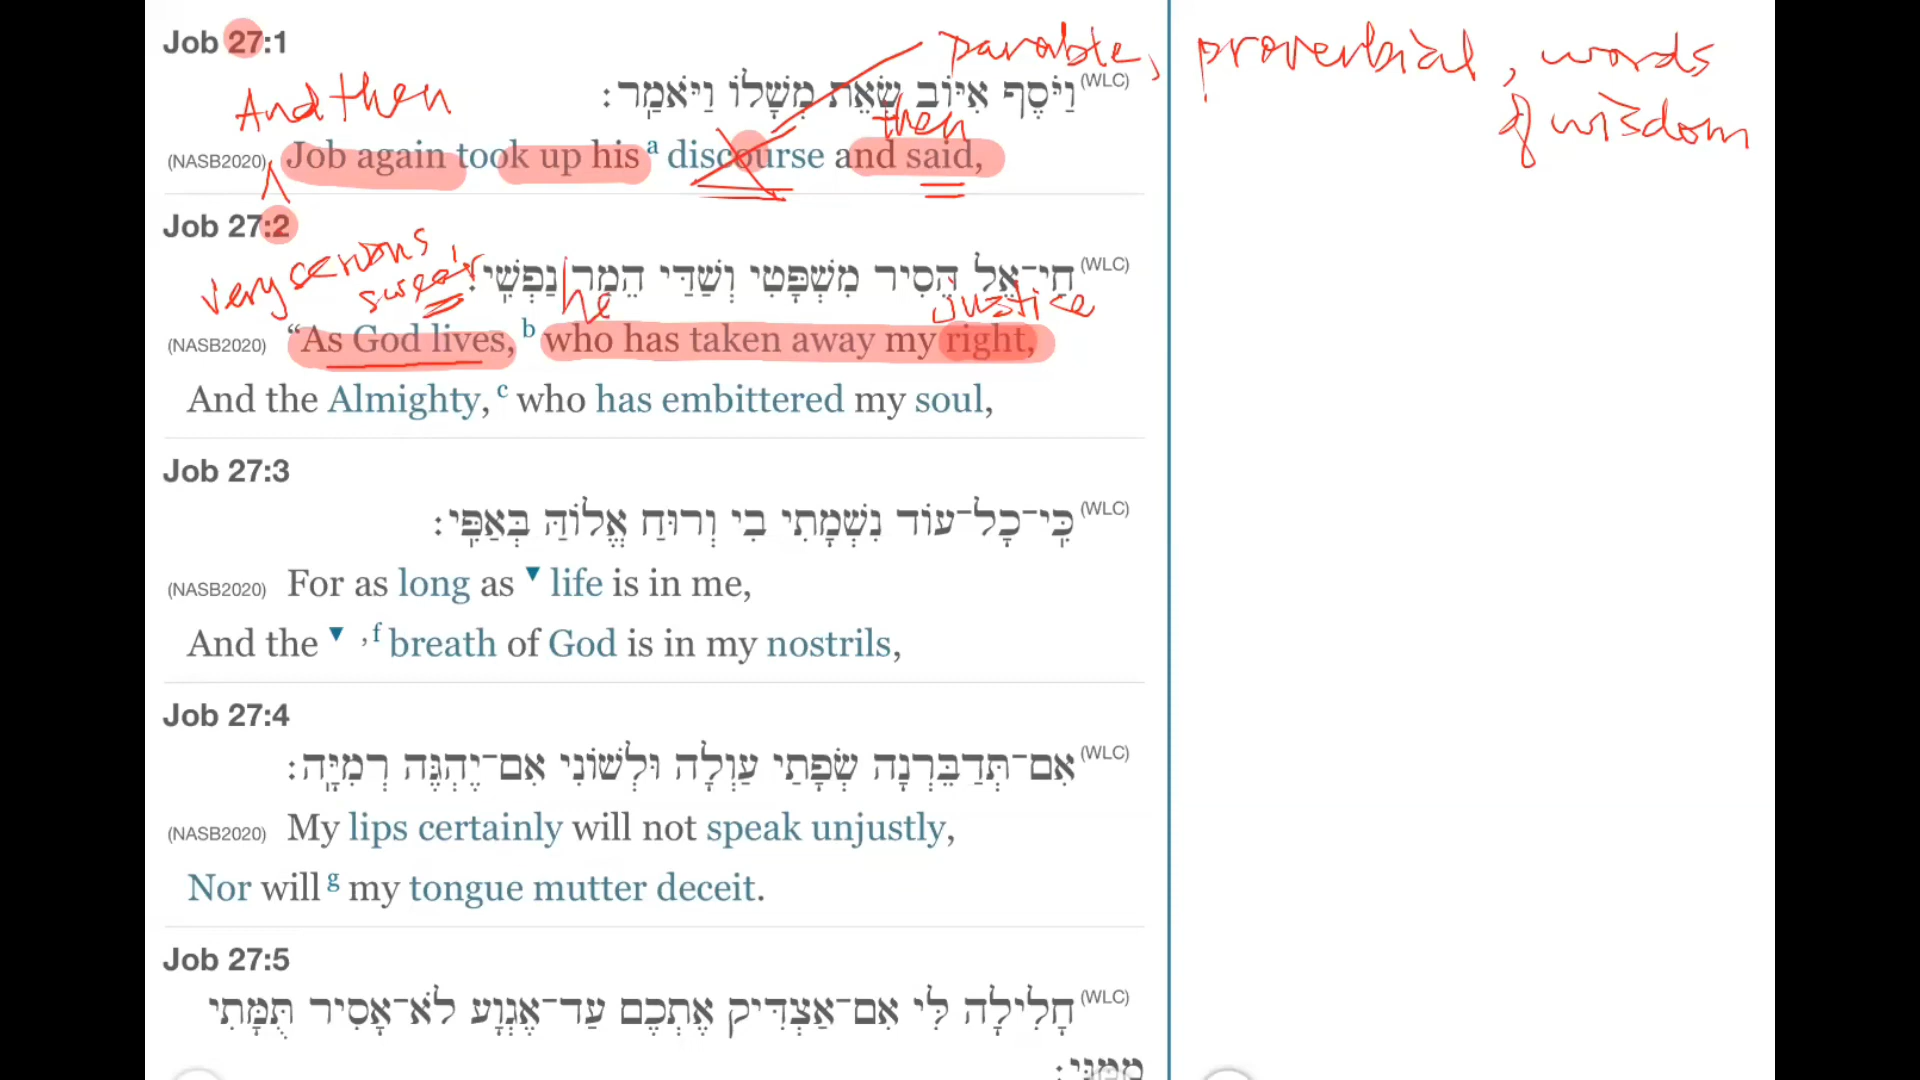 Job 27:1
parable, proverbial, words
of wisdom
And then
וַיֹּסֶף אִיּוֹב שְׂאֵת מְשָׁלוֹ וַיֹּאמַֽר׃ (WLC)
then
(NASB2020) Job again took up his a discourse and said,
Job 27:2
very serious, swear
חַי־אֵל הֵסִיר מִשְׁפָּטִי וְשַׁדַּי הֵמַר נַפְשִֽׁי׃ (WLC)
he justice
(NASB2020) “As God lives, b who has taken away my right,
And the Almighty, c who has embittered my soul,
Job 27:3
כִּֽי־כָל־עוֹד נִשְׁמָתִי בִי וְרוּחַ אֱלוֹהַּ בְּאַפִּֽי׃ (WLC)
(NASB2020) For as long as ▼ life is in me,
And the ▼ ,f breath of God is in my nostrils,
Job 27:4
אִם־תְּדַבֵּרְנָה שְׂפָתַי עַוְלָה וּלְשׁוֹנִי אִם־יֶהְגֶּה רְמִיָּֽה׃ (WLC)
(NASB2020) My lips certainly will not speak unjustly,
Nor will g my tongue mutter deceit.
Job 27:5
חָלִילָה לִּי אִם־אַצְדִּיק אֶתְכֶם עַד־אֶגְוָע לֹא־אָסִיר תֻּמָּתִי (WLC)
מִמֶּֽנִּי׃